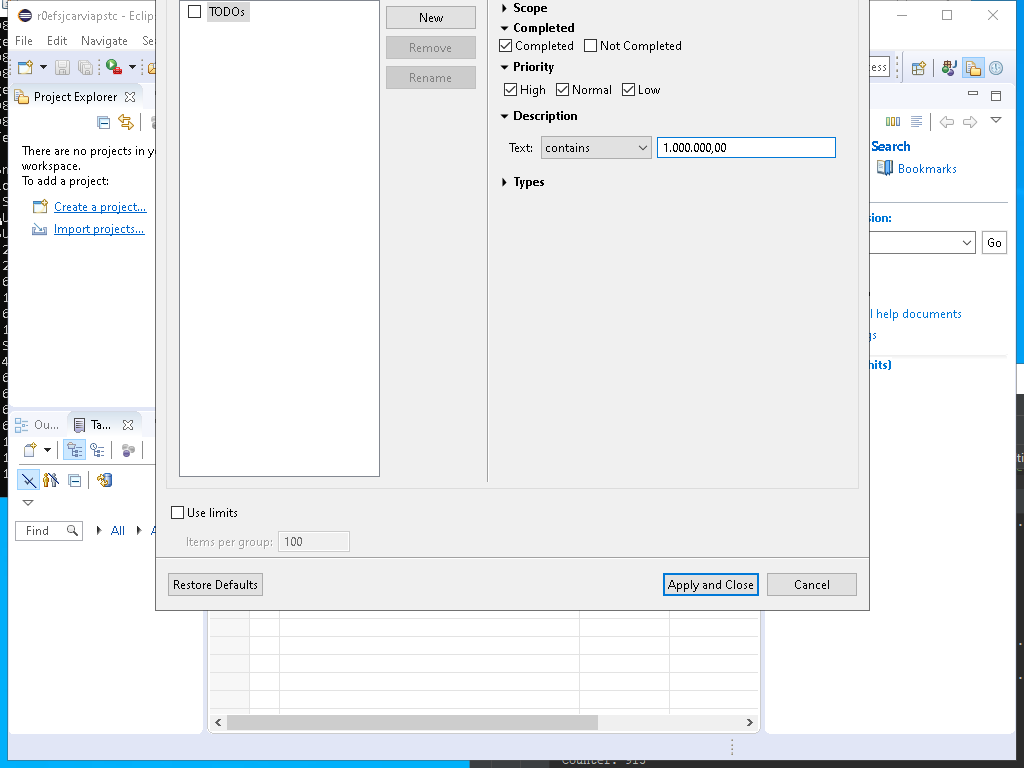 r0efsjcarviapstc - Eclip
File Edit Navigate Se
ess
Project Explorer
There are no projects in y
workspace.
To add a project:
Create a project...
Import projects...
Ou...
Ta...
Find
All
TODOs
New
Remove
Rename
Scope
Completed
Completed Not Completed
Priority
High Normal Low
Description
Text: contains 1.000.000,00
Types
Use limits
Items per group: 100
Restore Defaults
Apply and Close
Cancel
Search
Bookmarks
sion:
Go
l help documents
gs
hits)
Counter: 913